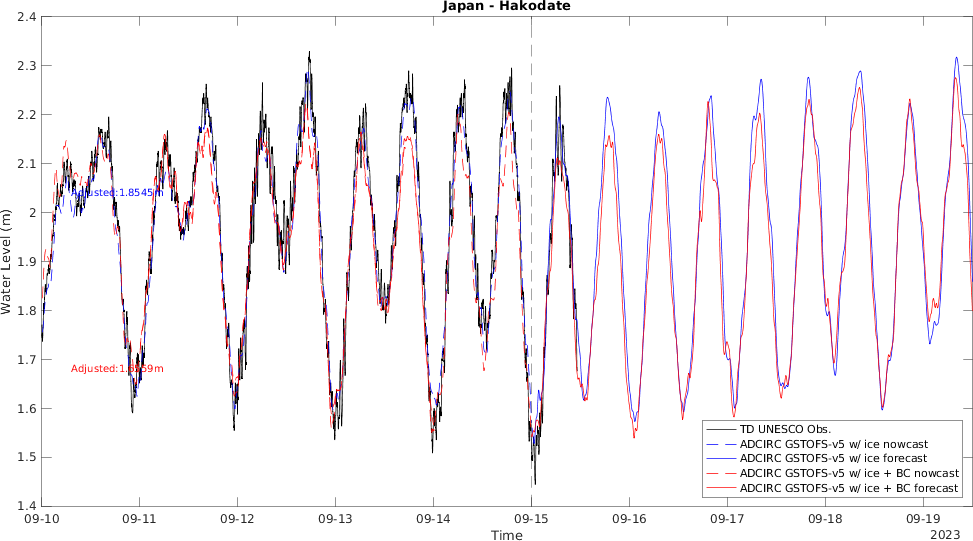 Japan - Hakodate
2.4
2.3
2.2
2.1
2
1.9
1.8
1.7
1.6
1.5
1.4
Water Level (m)
Adjusted:1.8545m
TD UNESCO Obs.
ADCIRC GSTOFS-v5 w/ ice nowcast
ADCIRC GSTOFS-v5 w/ ice forecast
ADCIRC GSTOFS-v5 w/ ice + BC nowcast
ADCIRC GSTOFS-v5 w/ ice + BC forecast
09-10 09-11 09-12 09-13 09-14 09-15 09-16 09-17 09-18 09-19
Time 2023